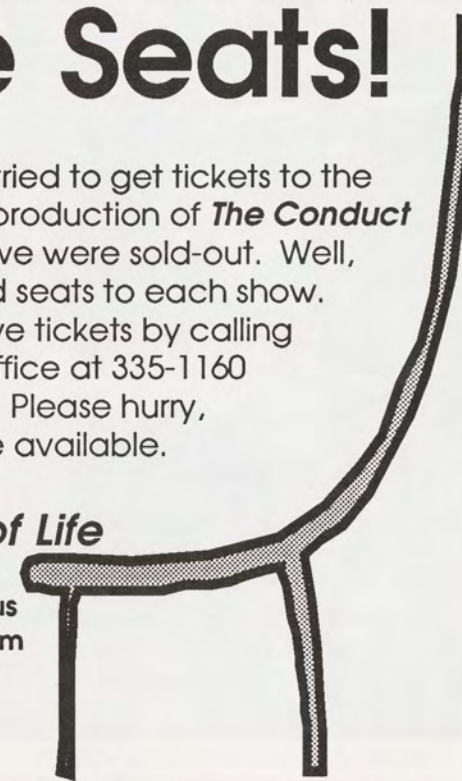 e Seats!
ried to get tickets to the
production of The Conduct
we were sold-out. Well,
d seats to each show.
ve tickets by calling
ffice at 335-1160
Please hurry,
e available.
of Life
us
m